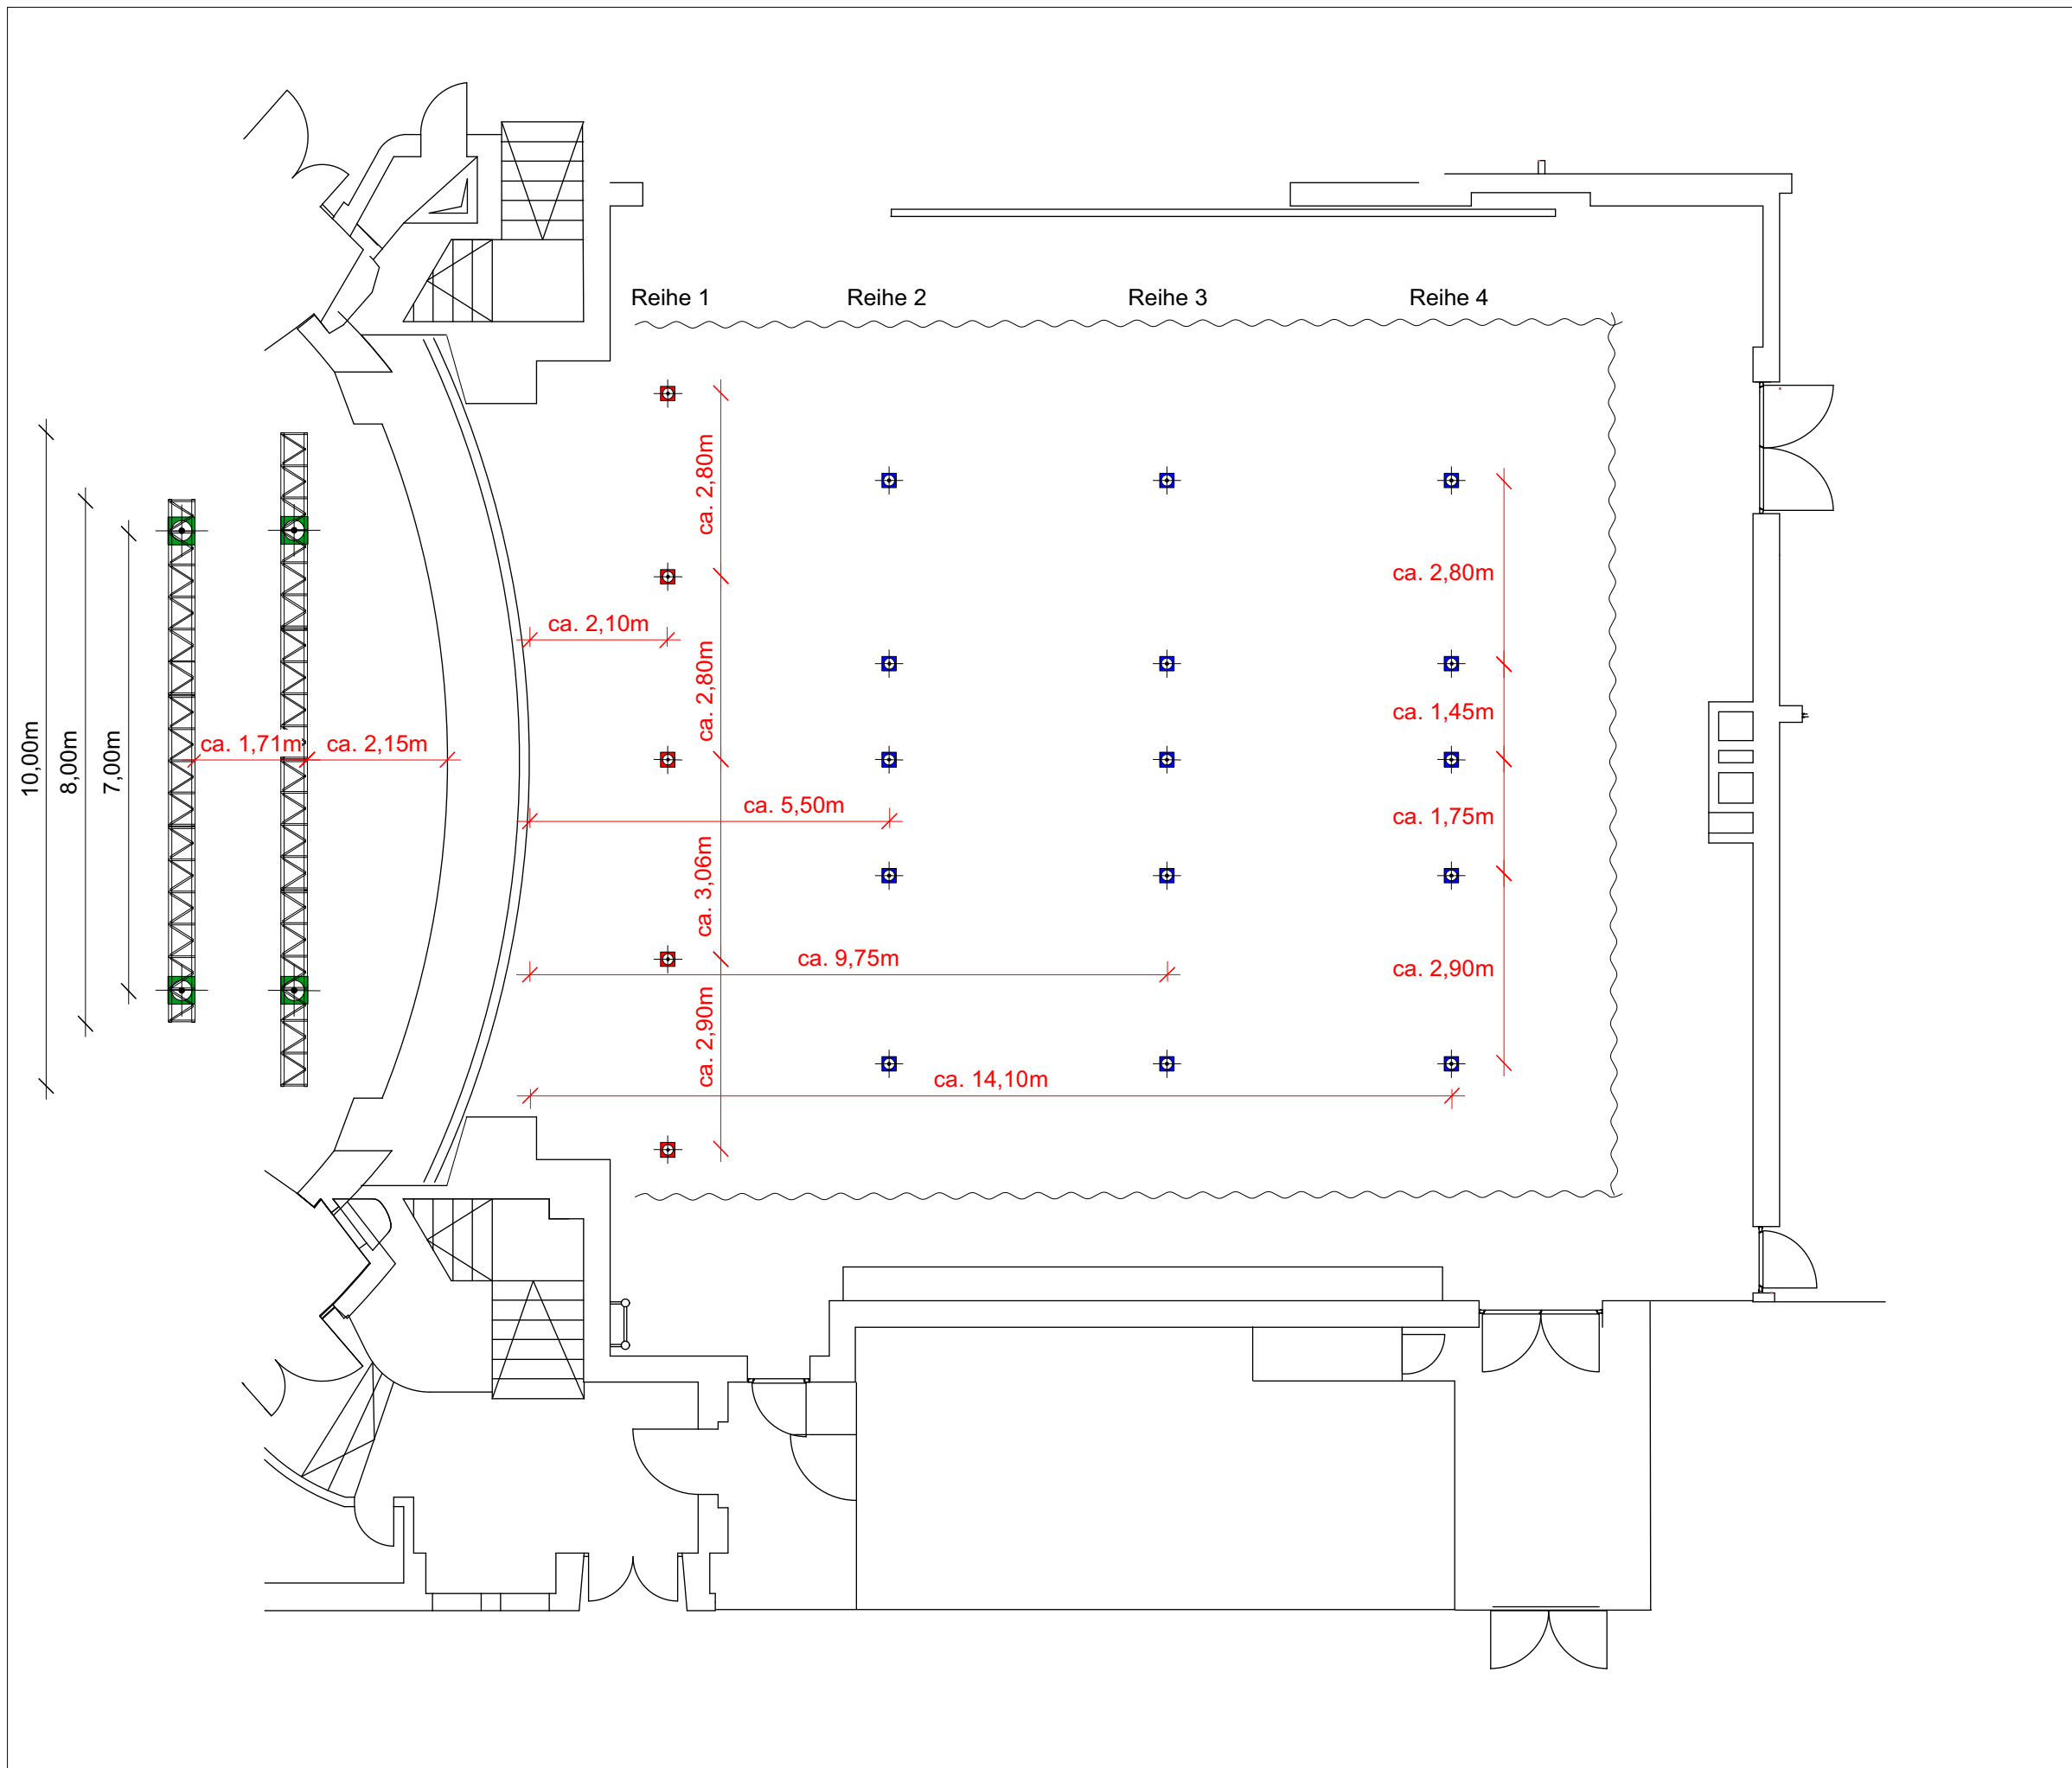 Reihe 1
Reihe 2
Reihe 3
Reihe 4
ca. 2,80m
ca. 2,80m
ca. 2,10m
ca. 2,80m
ca. 1,45m
10,00m
8,00m
7,00m
ca. 1,71m
ca. 2,15m
ca. 5,50m
ca. 1,75m
ca. 3,06m
ca. 9,75m
ca. 2,90m
ca. 2,90m
ca. 14,10m